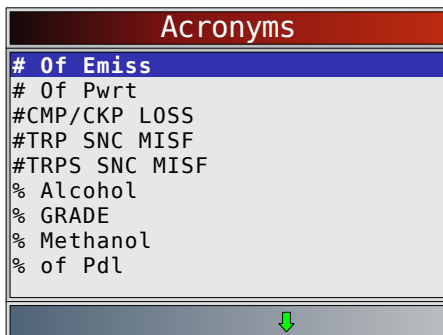 Acronyms
# Of Emiss
# Of Pwrt
#CMP/CKP LOSS
#TRP SNC MISF
#TRPS SNC MISF
% Alcohol
% GRADE
% Methanol
% of Pdl